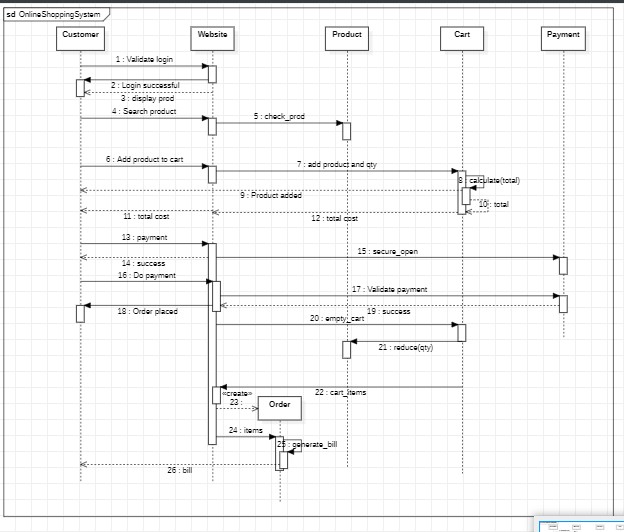 sd OnlineShoppingSystem
Customer
Website
Product
Cart
Payment
1 : Validate login
2 : Login successful
3 : display prod
4 : Search product
5 : check_prod
6 : Add product to cart
7 : add product and qty
8 : calculate(total)
9 : Product added
10 : total
11 : total cost
12 : total cost
13 : payment
14 : success
15 : secure_open
16 : Do payment
17 : Validate payment
18 : Order placed
19 : success
20 : empty_cart
21 : reduce(qty)
22 : cart_items
«create»
23 :
Order
24 : items
25 : generate_bill
26 : bill